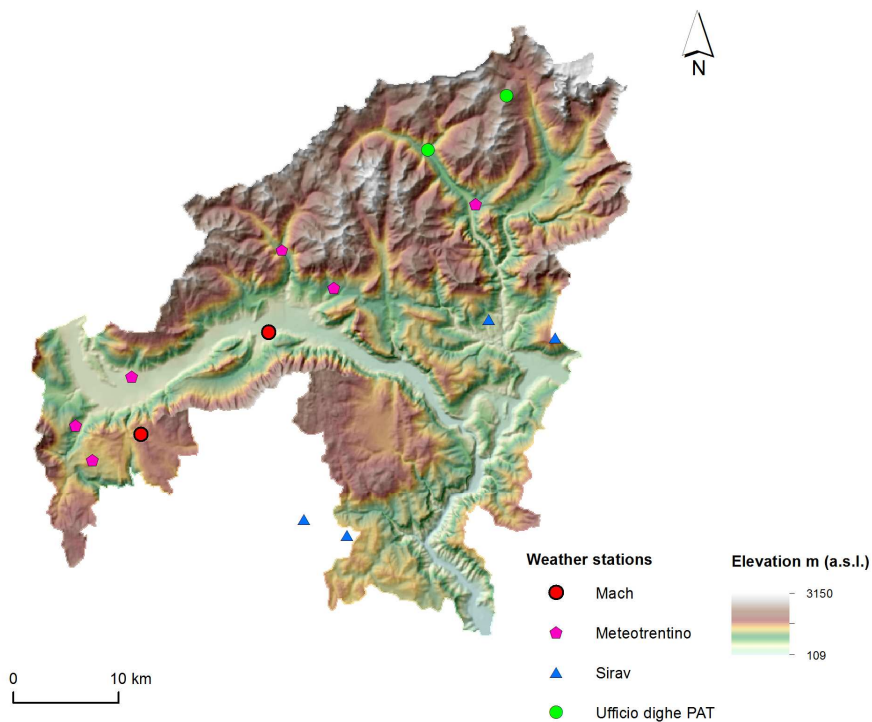 N
Weather stations
Mach
Meteotrentino
Sirav
Ufficio dighe PAT
Elevation m (a.s.l.)
3150
109
0 10 km